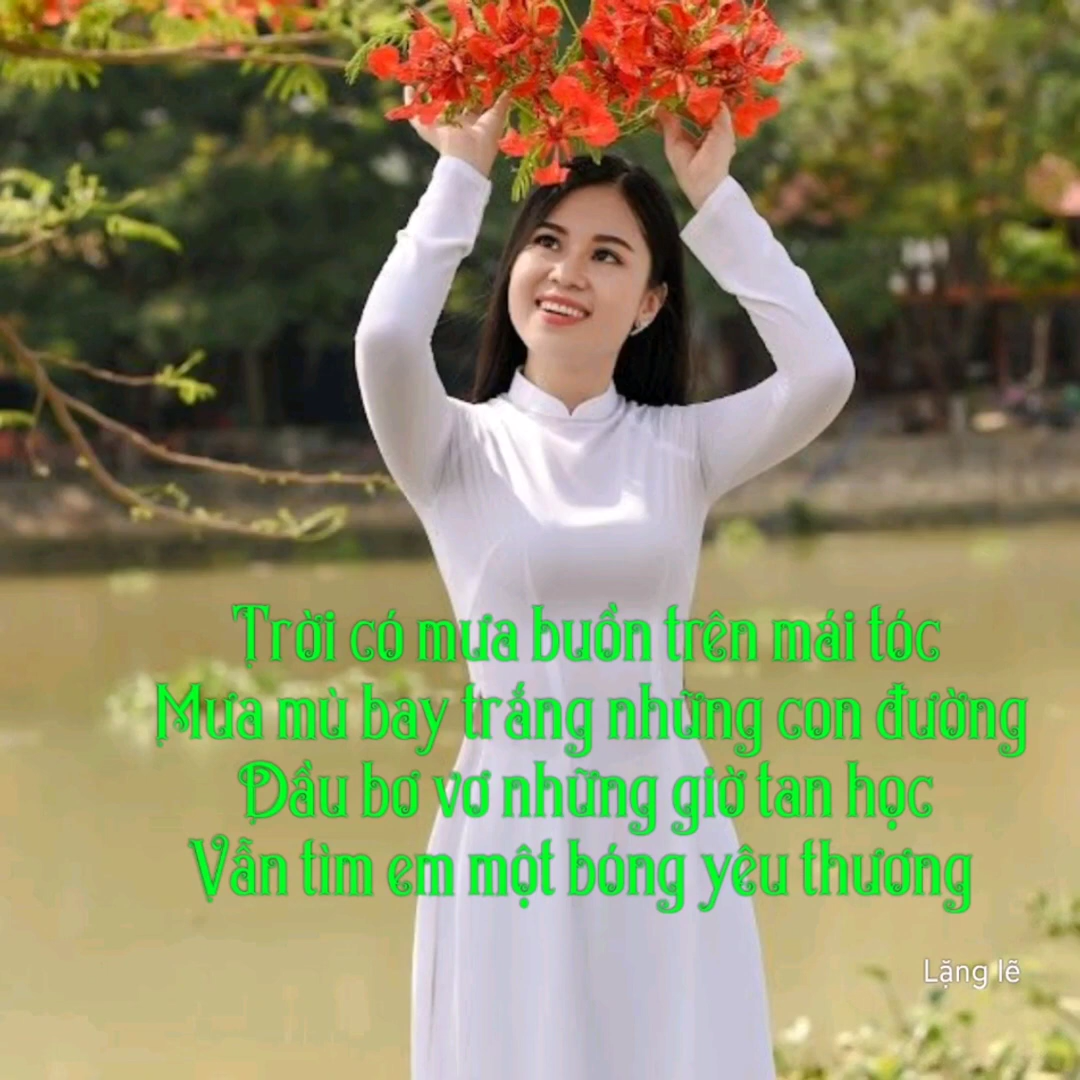 Trời có mưa buồn trên mái tóc
Mưa mù bay trắng những con đường
Dầu bơ vơ những giờ tan học
Vẫn tìm em một bóng yêu thương
Lặng lẽ